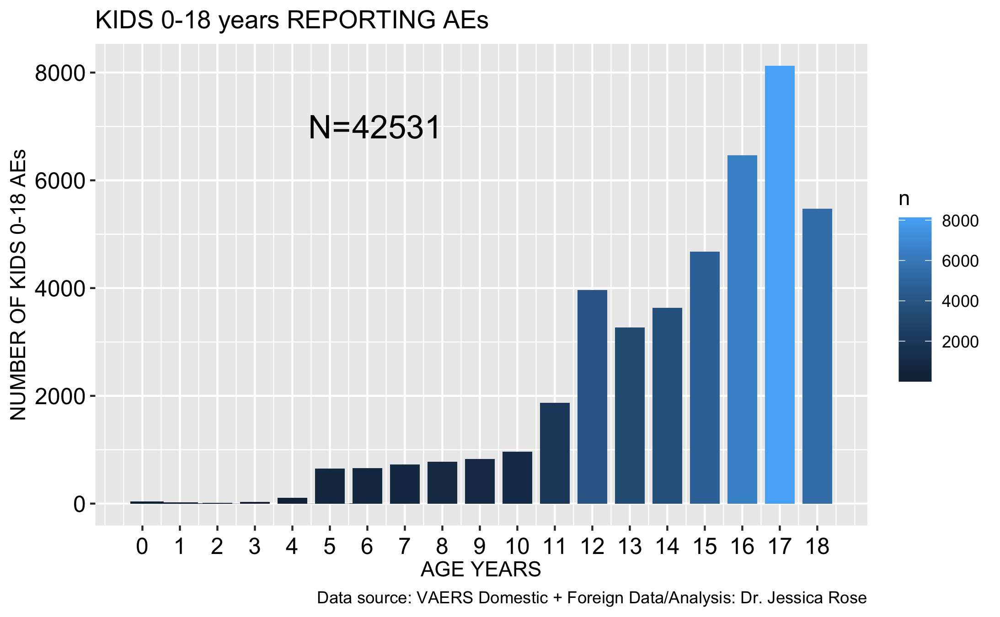 KIDS 0-18 years REPORTING AEs
N=42531
NUMBER OF KIDS 0-18 AEs
8000
6000
4000
2000
0
0 1 2 3 4 5 6 7 8 9 10 11 12 13 14 15 16 17 18
AGE YEARS
n
8000
6000
4000
2000
Data source: VAERS Domestic + Foreign Data/Analysis: Dr. Jessica Rose